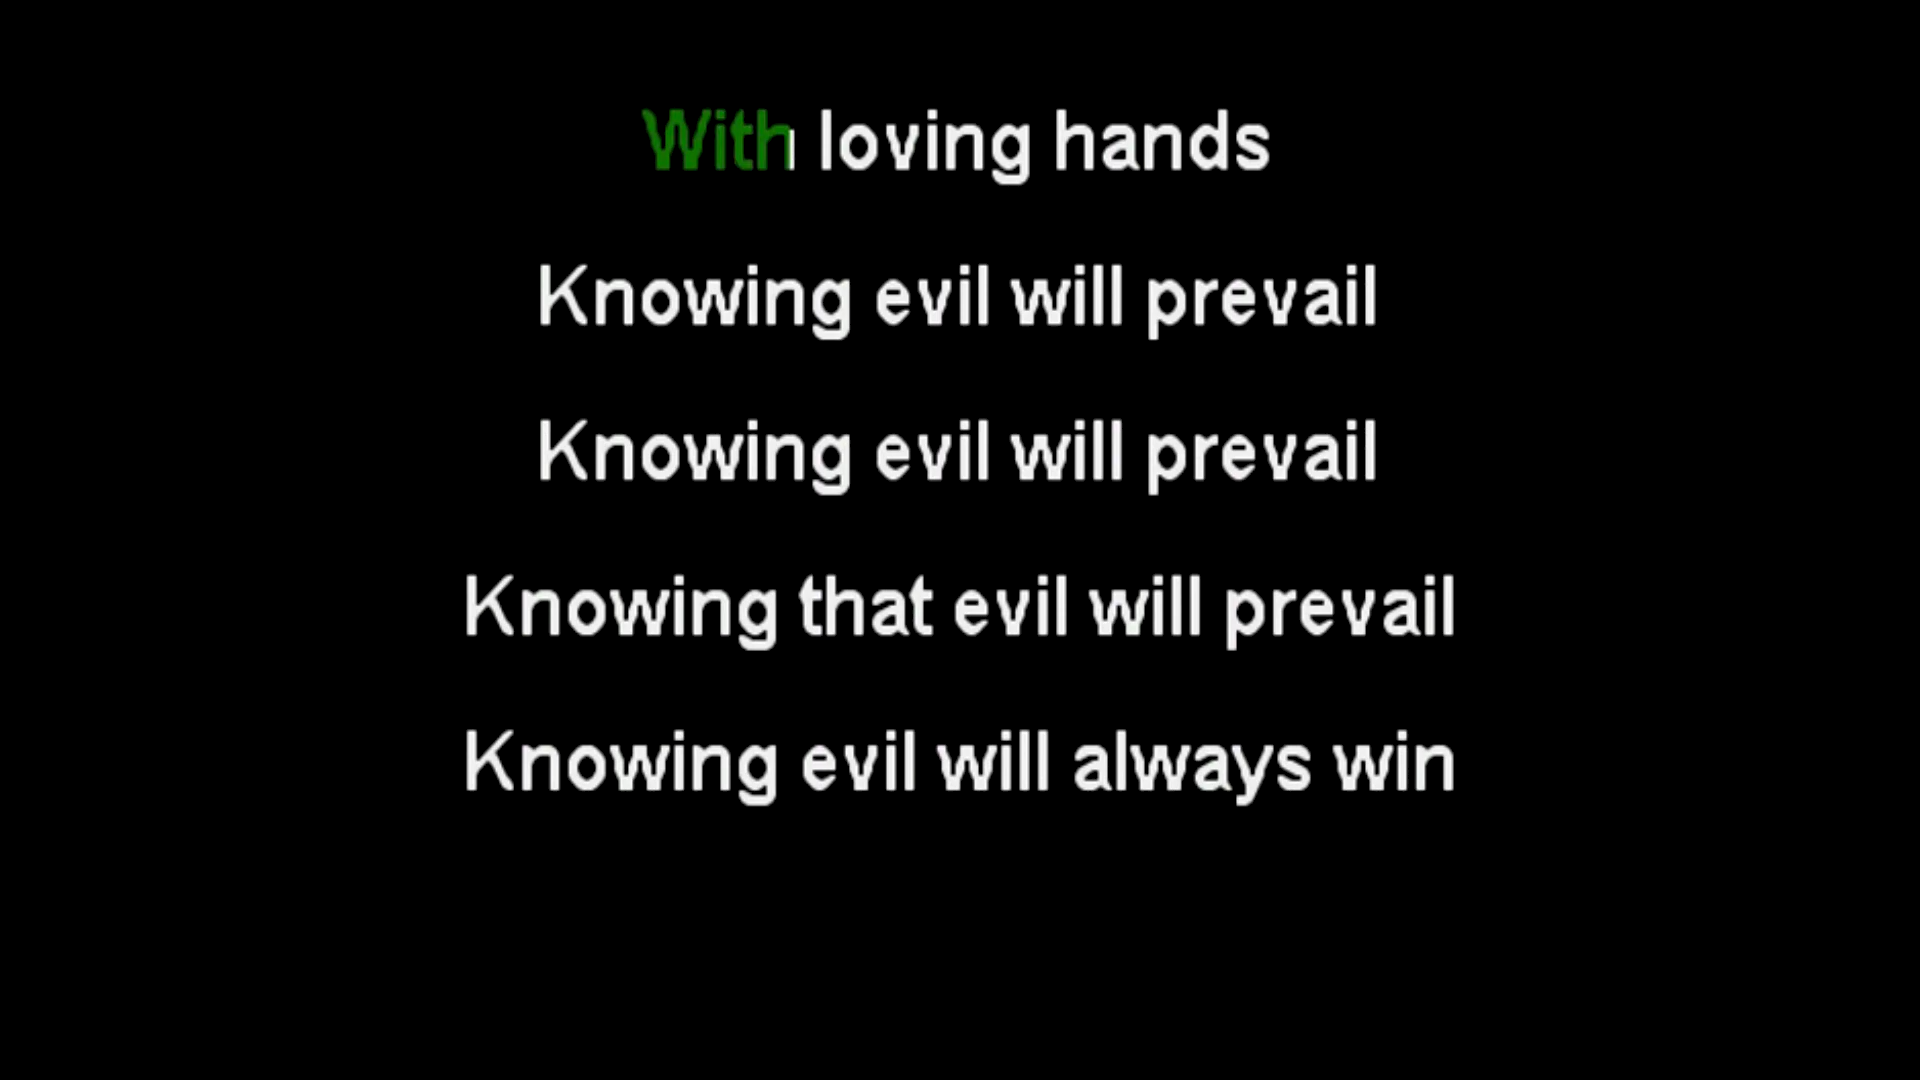 With loving hands
Knowing evil will prevail
Knowing evil will prevail
Knowing that evil will prevail
Knowing evil will always win